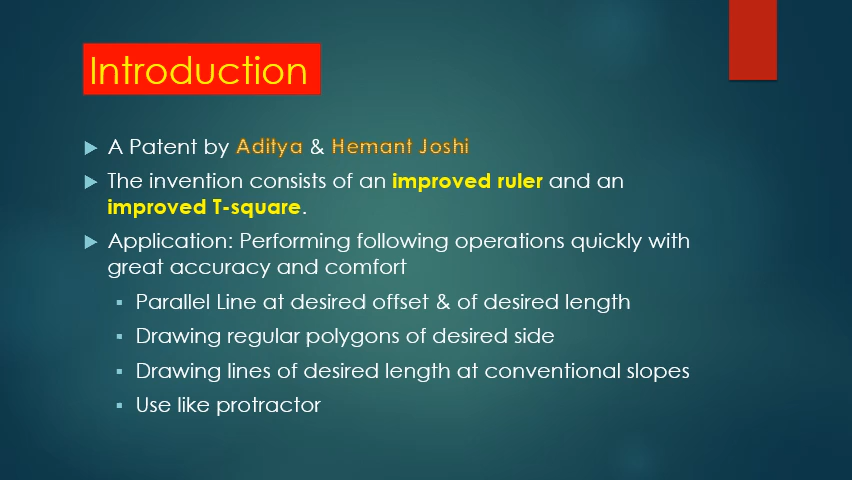 Introduction
A Patent by Aditya & Hemant Joshi
The invention consists of an improved ruler and an
improved T-square.
Application: Performing following operations quickly with
great accuracy and comfort
Parallel Line at desired offset & of desired length
Drawing regular polygons of desired side
Drawing lines of desired length at conventional slopes
Use like protractor